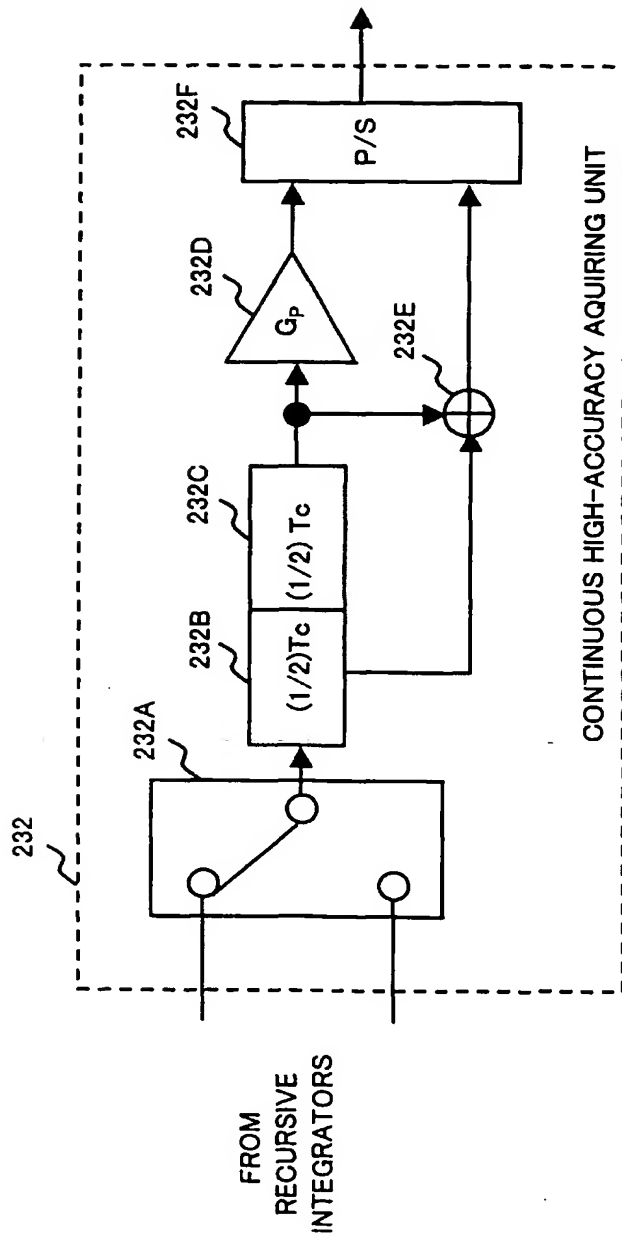 232
FROM
RECURSIVE
INTEGRATORS
232A
232B
(1/2)Tc
232C
(1/2) Tc
232D
GP
232E
232F
P/S
CONTINUOUS HIGH-ACCURACY AQUIRING UNIT